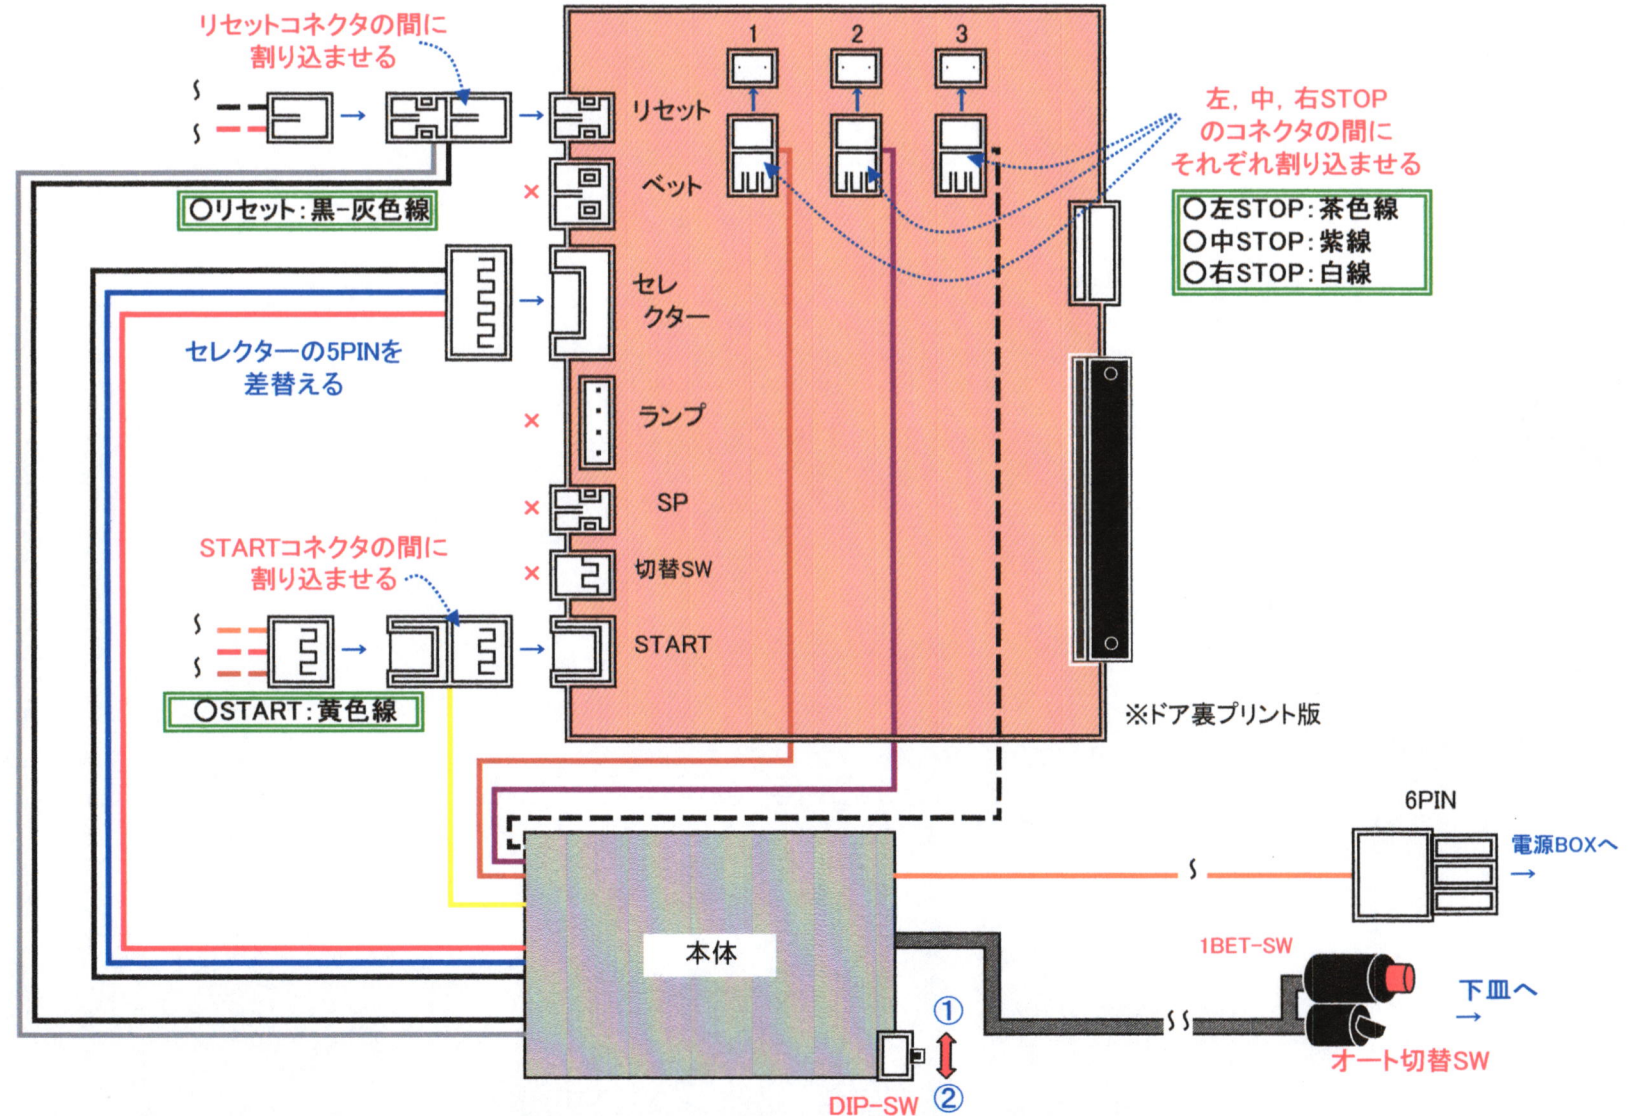 リセットコネクタの間に
割り込ませる
1
2
3
リセット
左, 中, 右STOP
のコネクタの間に
それぞれ割り込ませる
×
ベット
○リセット:黒-灰色線
○左STOP:茶色線
○中STOP:紫線
○右STOP:白線
セレ
クター
セレクターの5PINを
差替える
×
ランプ
×
SP
STARTコネクタの間に
割り込ませる
×
切替SW
START
○START:黄色線
※ドア裏プリント版
6PIN
電源BOXへ
本体
1BET-SW
下皿へ
①
オート切替SW
②
DIP-SW